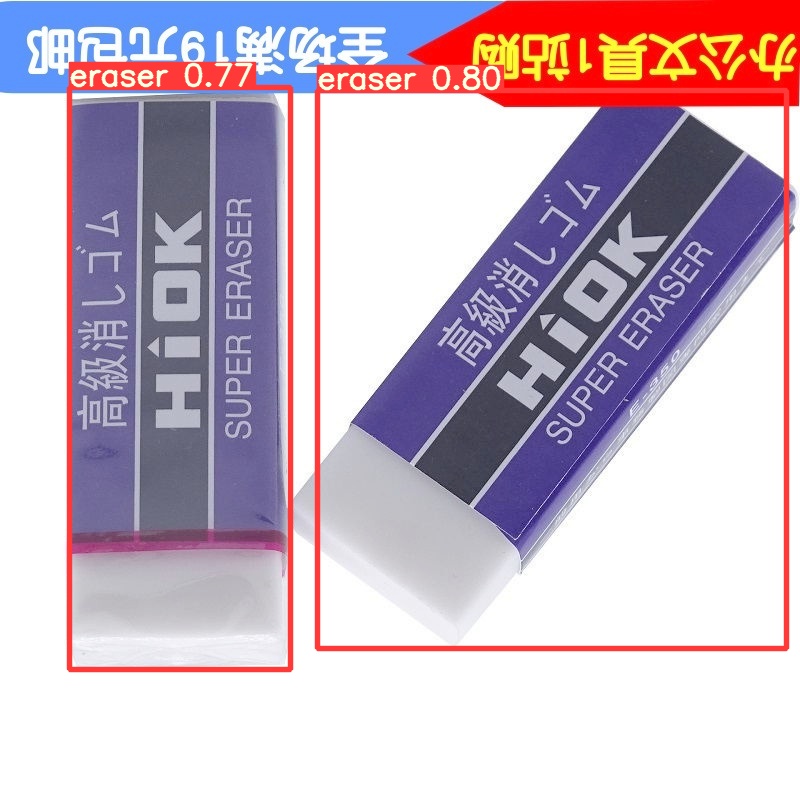 办公文具1站购
全场满19元包邮
eraser 0.77
eraser 0.80
高級消しゴム
HiOK
SUPER ERASER
高級消しゴム
HiOK
SUPER ERASER
E-350